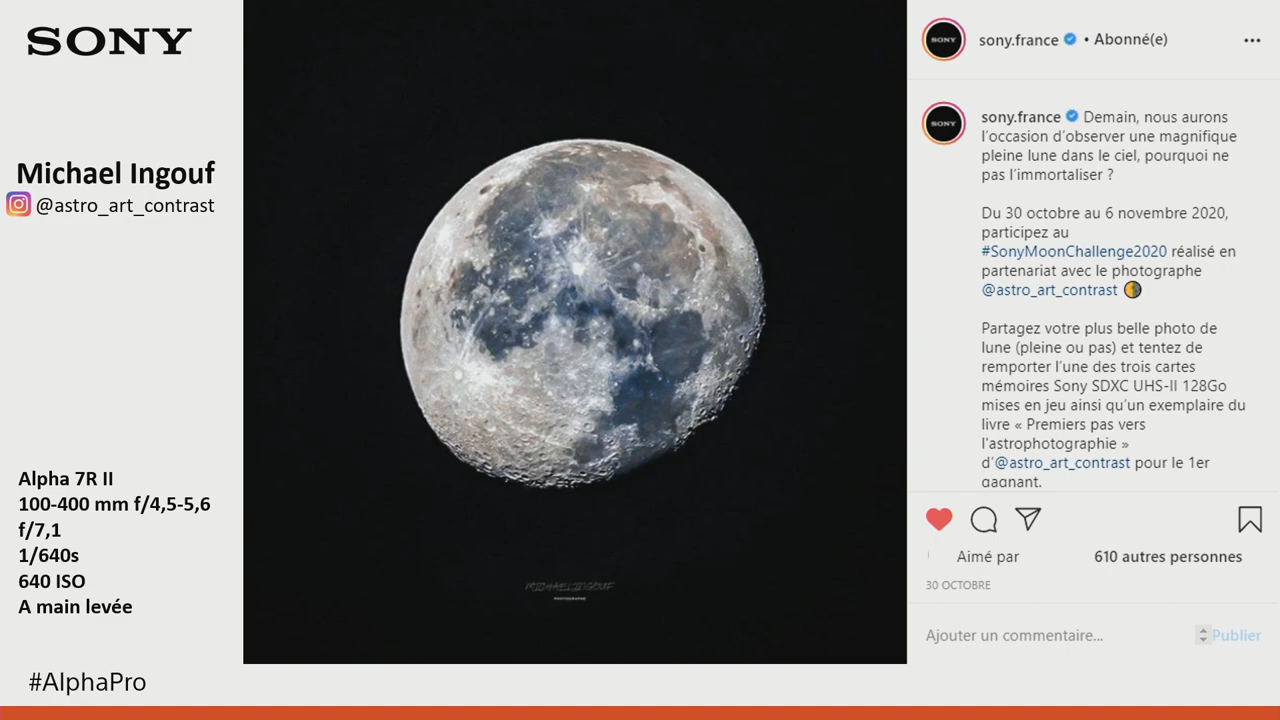 SONY
Michael Ingouf
@astro_art_contrast
Alpha 7R II
100-400 mm f/4,5-5,6
f/7,1
1/640s
640 ISO
A main levée
#AlphaPro
MICHAEL INGOUF
PHOTOGRAPHE
SONY
sony.france • Abonné(e)
SONY
sony.france Demain, nous aurons
l'occasion d'observer une magnifique
pleine lune dans le ciel, pourquoi ne
pas l'immortaliser ?
Du 30 octobre au 6 novembre 2020,
participez au
#SonyMoonChallenge2020 réalisé en
partenariat avec le photographe
@astro_art_contrast
Partagez votre plus belle photo de
lune (pleine ou pas) et tentez de
remporter l'une des trois cartes
mémoires Sony SDXC UHS-II 128Go
mises en jeu ainsi qu'un exemplaire du
livre « Premiers pas vers
l'astrophotographie »
d'@astro_art_contrast pour le 1er
gagnant.
Aimé par 610 autres personnes
30 OCTOBRE
Ajouter un commentaire... Publier